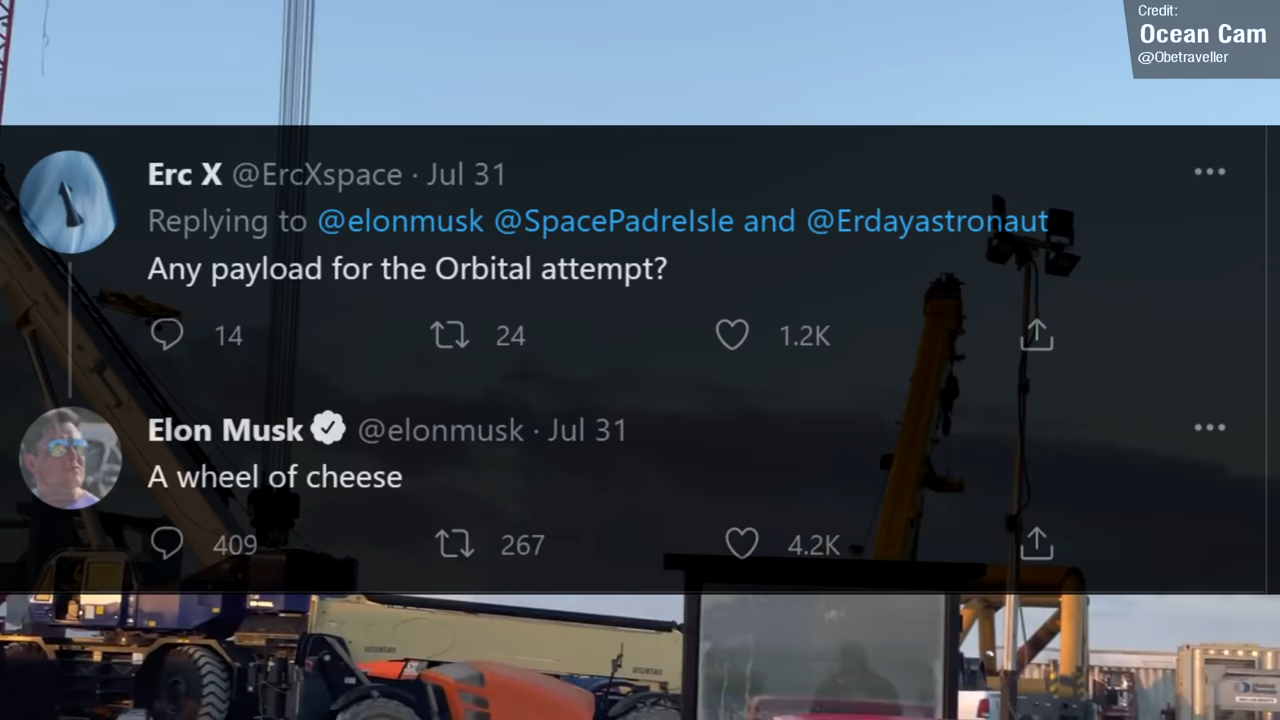 Credit:
Ocean Cam
@Obetraveller
Erc X @ErcXspace · Jul 31
Replying to @elonmusk @SpacePadreIsle and @Erdayastronaut
Any payload for the Orbital attempt?
14 24 1.2K
Elon Musk @elonmusk · Jul 31
A wheel of cheese
409 267 4.2K